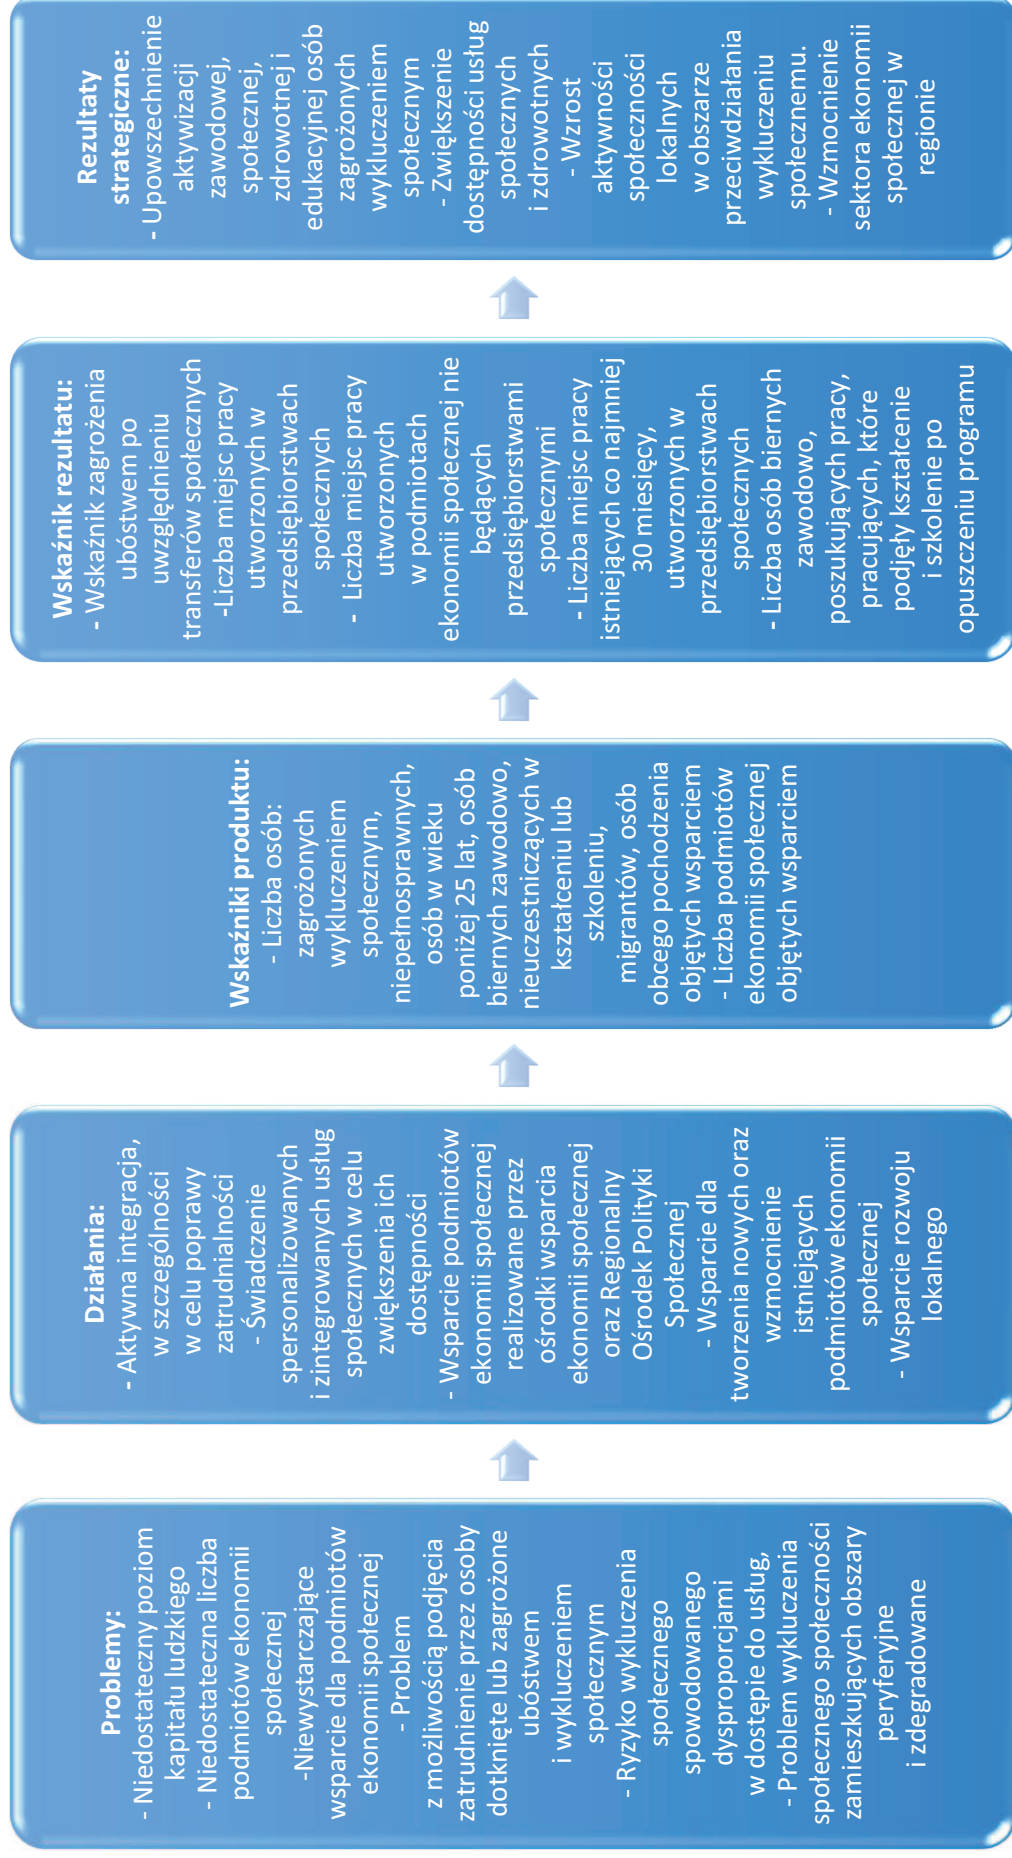 Problemy:
- Niedostateczny poziom
kapitału ludzkiego
- Niedostateczna liczba
podmiotów ekonomii
społecznej
-Niewystarczające
wsparcie dla podmiotów
ekonomii społecznej
- Problem
z możliwością podjęcia
zatrudnienie przez osoby
dotknięte lub zagrożone
ubóstwem
i wykluczeniem
społecznym
- Ryzyko wykluczenia
społecznego
spowodowanego
dysproporcjami
w dostępie do usług,
- Problem wykluczenia
społecznego społeczności
zamieszkujących obszary
peryferyjne
i zdegradowane
Działania:
- Aktywna integracja,
w szczególności
w celu poprawy
zatrudnialności
- Świadczenie
spersonalizowanych
i zintegrowanych usług
społecznych w celu
zwiększenia ich
dostępności
- Wsparcie podmiotów
ekonomii społecznej
realizowane przez
ośrodki wsparcia
ekonomii społecznej
oraz Regionalny
Ośrodek Polityki
Społecznej
- Wsparcie dla
tworzenia nowych oraz
wzmocnienie
istniejących
podmiotów ekonomii
społecznej
- Wsparcie rozwoju
lokalnego
Wskaźniki produktu:
- Liczba osób:
zagrożonych
wykluczeniem
społecznym,
niepełnosprawnych,
osób w wieku
poniżej 25 lat, osób
biernych zawodowo,
nieuczestniczących w
kształceniu lub
szkoleniu,
migrantów, osób
obcego pochodzenia
objętych wsparciem
- Liczba podmiotów
ekonomii społecznej
objętych wsparciem
Wskaźnik rezultatu:
- Wskaźnik zagrożenia
ubóstwem po
uwzględnieniu
transferów społecznych
-Liczba miejsc pracy
utworzonych w
przedsiębiorstwach
społecznych
- Liczba miejsc pracy
utworzonych
w podmiotach
ekonomii społecznej nie
będących
przedsiębiorstwami
społecznymi
- Liczba miejsc pracy
istniejących co najmniej
30 miesięcy,
utworzonych w
przedsiębiorstwach
społecznych
- Liczba osób biernych
zawodowo,
poszukujących pracy,
pracujących, które
podjęły kształcenie
i szkolenie po
opuszczeniu programu
Rezultaty
strategiczne:
- Upowszechnienie
aktywizacji
zawodowej,
społecznej,
zdrowotnej i
edukacyjnej osób
zagrożonych
wykluczeniem
społecznym
- Zwiększenie
dostępności usług
społecznych
i zdrowotnych
- Wzrost
aktywności
społeczności
lokalnych
w obszarze
przeciwdziałania
wykluczeniu
społecznemu.
- Wzmocnienie
sektora ekonomii
społecznej w
regionie